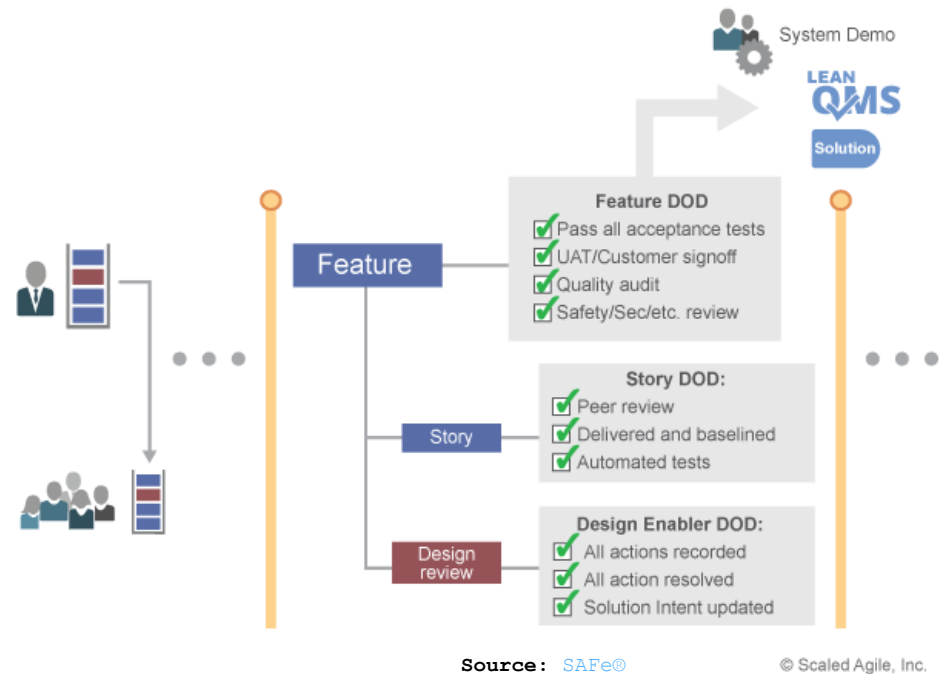 System Demo
LEAN
QMS
Solution
Feature DOD
Pass all acceptance tests
UAT/Customer signoff
Quality audit
Safety/Sec/etc. review
Feature
Story DOD:
Peer review
Delivered and baselined
Automated tests
Story
Design Enabler DOD:
All actions recorded
All action resolved
Solution Intent updated
Design
review
Source: SAFe®
© Scaled Agile, Inc.